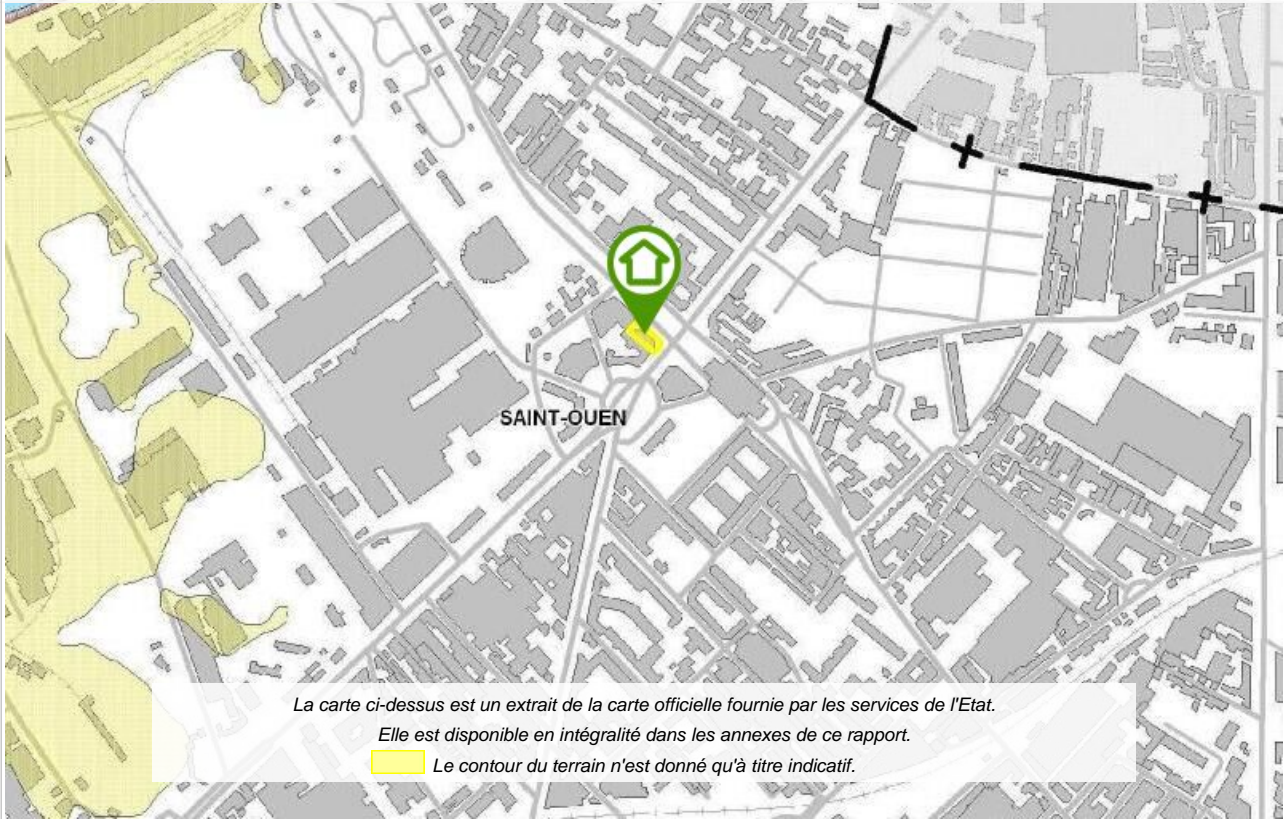 SAINT-OUEN
La carte ci-dessus est un extrait de la carte officielle fournie par les services de l'Etat.
Elle est disponible en intégralité dans les annexes de ce rapport.
Le contour du terrain n'est donné qu'à titre indicatif.